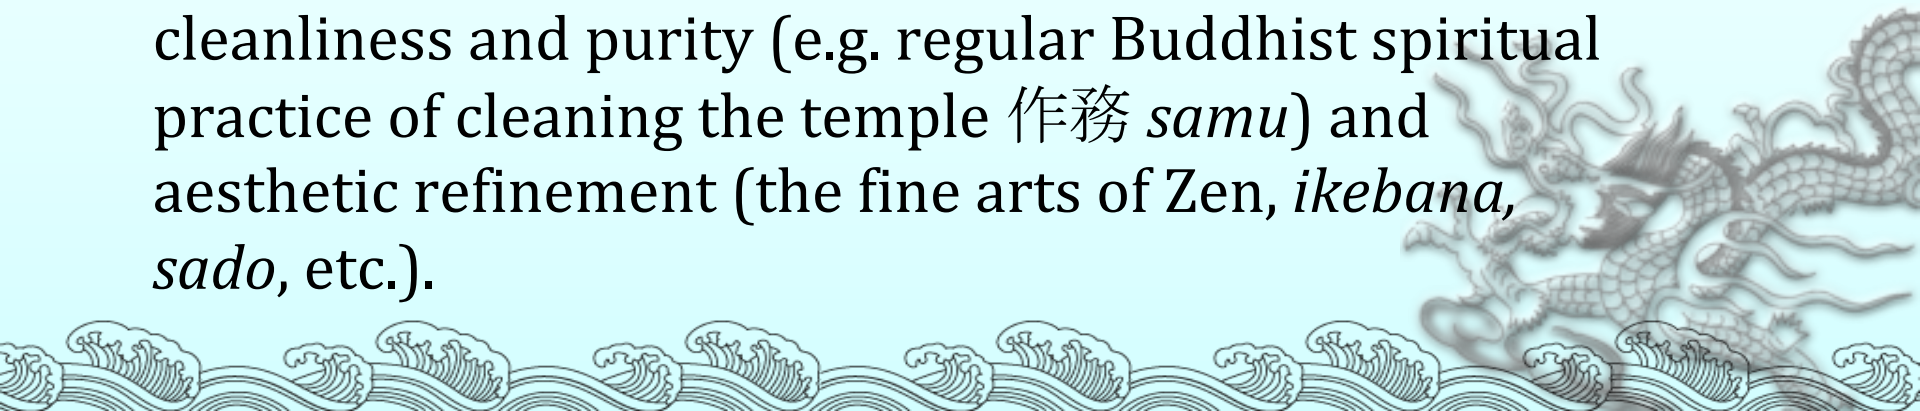 cleanliness and purity (e.g. regular Buddhist spiritual
practice of cleaning the temple 作務 samu) and
aesthetic refinement (the fine arts of Zen, ikebana,
sado, etc.).